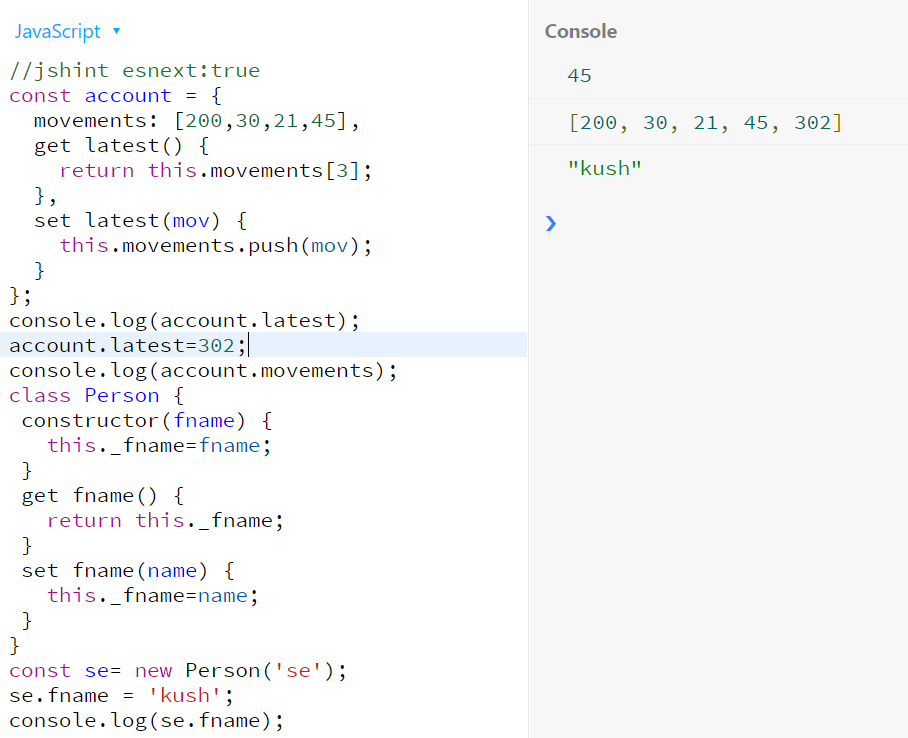 JavaScript ▾
//jshint esnext:true
const account = {
  movements: [200,30,21,45],
  get latest() {
    return this.movements[3];
  },
  set latest(mov) {
    this.movements.push(mov);
  }
};
console.log(account.latest);
account.latest=302;
console.log(account.movements);
class Person {
 constructor(fname) {
   this._fname=fname;
 }
 get fname() {
   return this._fname;
 }
 set fname(name) {
   this._fname=name;
 }
}
const se= new Person('se');
se.fname = 'kush';
console.log(se.fname);
Console
45
[200, 30, 21, 45, 302]
"kush"
❯